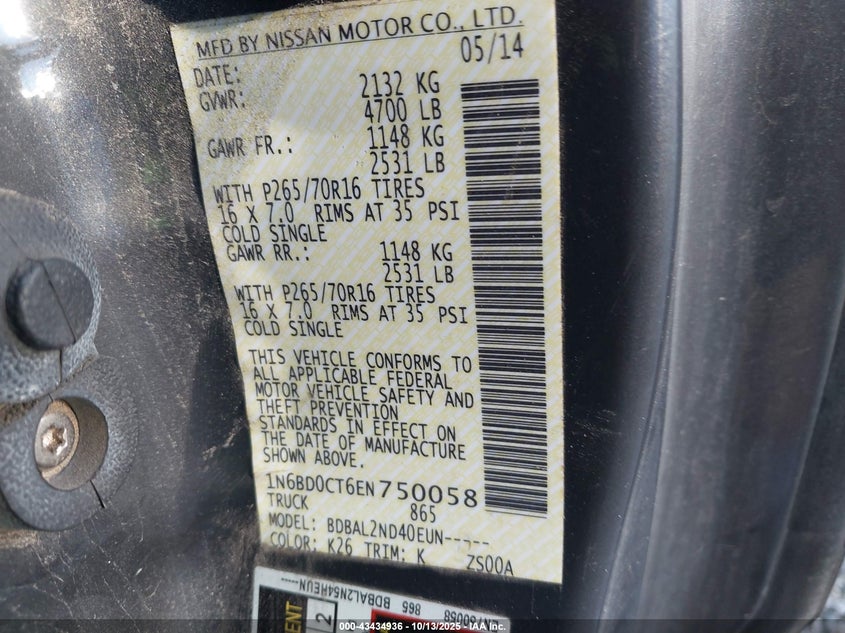 MFD BY NISSAN MOTOR CO., LTD.
DATE: 05/14
GVWR: 2132 KG
4700 LB
GAWR FR.: 1148 KG
2531 LB
WITH P265/70R16 TIRES
16 X 7.0 RIMS AT 35 PSI
COLD SINGLE
GAWR RR.: 1148 KG
2531 LB
WITH P265/70R16 TIRES
16 X 7.0 RIMS AT 35 PSI
COLD SINGLE
THIS VEHICLE CONFORMS TO
ALL APPLICABLE FEDERAL
MOTOR VEHICLE SAFETY AND
THEFT PREVENTION
STANDARDS IN EFFECT ON
THE DATE OF MANUFACTURE
SHOWN ABOVE.
1N6BD0CT6EN750058
TRUCK 865
MODEL: BDBAL2ND40EUN-----
COLOR: K26 TRIM: K ZS00A
750058 865 BDBAL2N54HEUN----
2
000-43434936 | 10/13/2025 - IAA, Inc.